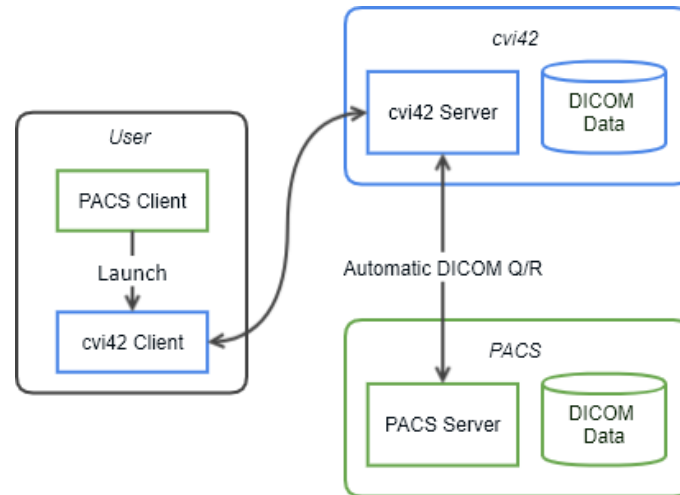 cvi42
cvi42 Server
DICOM
Data
User
PACS Client
Launch
cvi42 Client
Automatic DICOM Q/R
PACS
PACS Server
DICOM
Data